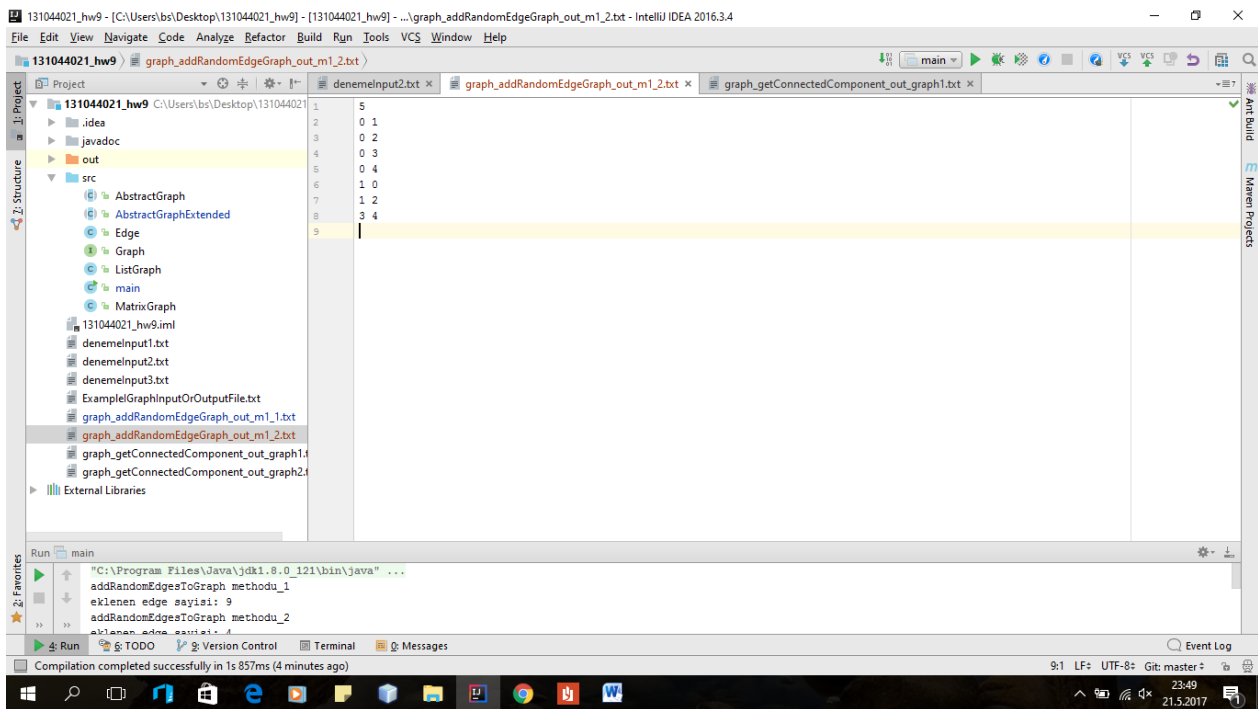 131044021_hw9 - [C:\Users\bs\Desktop\131044021_hw9] - [131044021_hw9] - ...\graph_addRandomEdgeGraph_out_m1_2.txt - IntelliJ IDEA 2016.3.4
File Edit View Navigate Code Analyze Refactor Build Run Tools VCS Window Help
131044021_hw9 graph_addRandomEdgeGraph_out_m1_2.txt main VCS VCS
Project denemeInput2.txt graph_addRandomEdgeGraph_out_m1_2.txt graph_getConnectedComponent_out_graph1.txt
1: Project
2: Structure
2: Favorites
Ant Build
Maven Projects
131044021_hw9 C:\Users\bs\Desktop\131044021
.idea
javadoc
out
src
AbstractGraph
AbstractGraphExtended
Edge
Graph
ListGraph
main
MatrixGraph
131044021_hw9.iml
denemeInput1.txt
denemeInput2.txt
denemeInput3.txt
ExampleIGraphInputOrOutputFile.txt
graph_addRandomEdgeGraph_out_m1_1.txt
graph_addRandomEdgeGraph_out_m1_2.txt
graph_getConnectedComponent_out_graph1.t
graph_getConnectedComponent_out_graph2.t
External Libraries
1 5
2 0 1
3 0 2
4 0 3
5 0 4
6 1 0
7 1 2
8 3 4
9
Run main
"C:\Program Files\Java\jdk1.8.0_121\bin\java" ...
addRandomEdgesToGraph methodu_1
eklenen edge sayisi: 9
addRandomEdgesToGraph methodu_2
eklenen edge sayisi: 4
4: Run 6: TODO 9: Version Control Terminal 0: Messages Event Log
Compilation completed successfully in 1s 857ms (4 minutes ago) 9:1 LF UTF-8 Git: master
23:49
21.5.2017